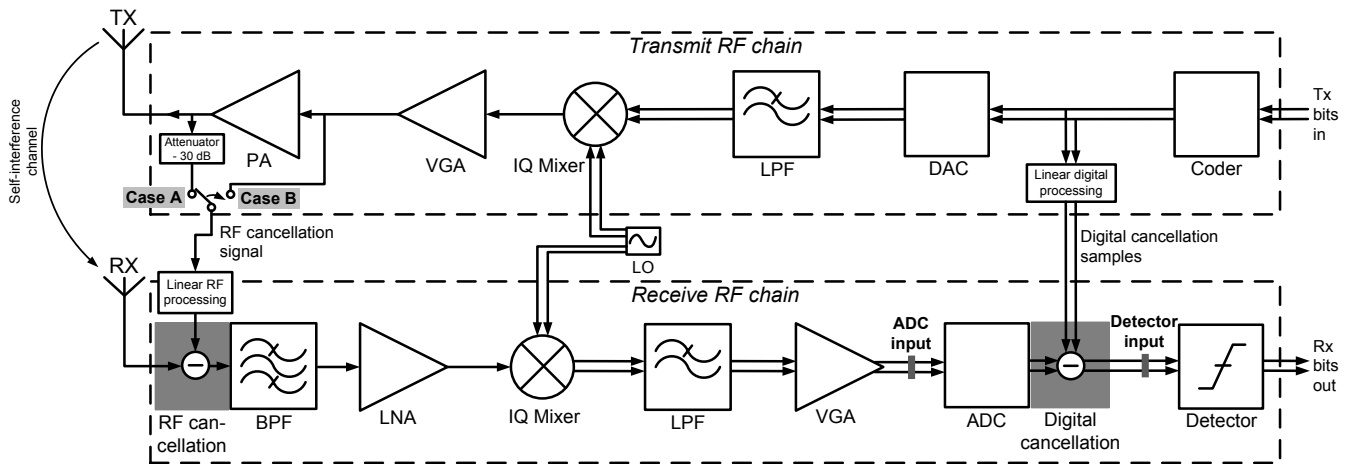 TX
Transmit RF chain
Self-interference
channel
Attenuator
- 30 dB
PA
VGA
IQ Mixer
LPF
DAC
Coder
Tx
bits
in
Linear digital
processing
Case A
Case B
RF cancellation
signal
LO
Digital cancellation
samples
RX
Linear RF
processing
Receive RF chain
ADC
input
Detector
input
Rx
bits
out
RF can-
cellation
BPF
LNA
IQ Mixer
LPF
VGA
ADC
Digital
cancellation
Detector